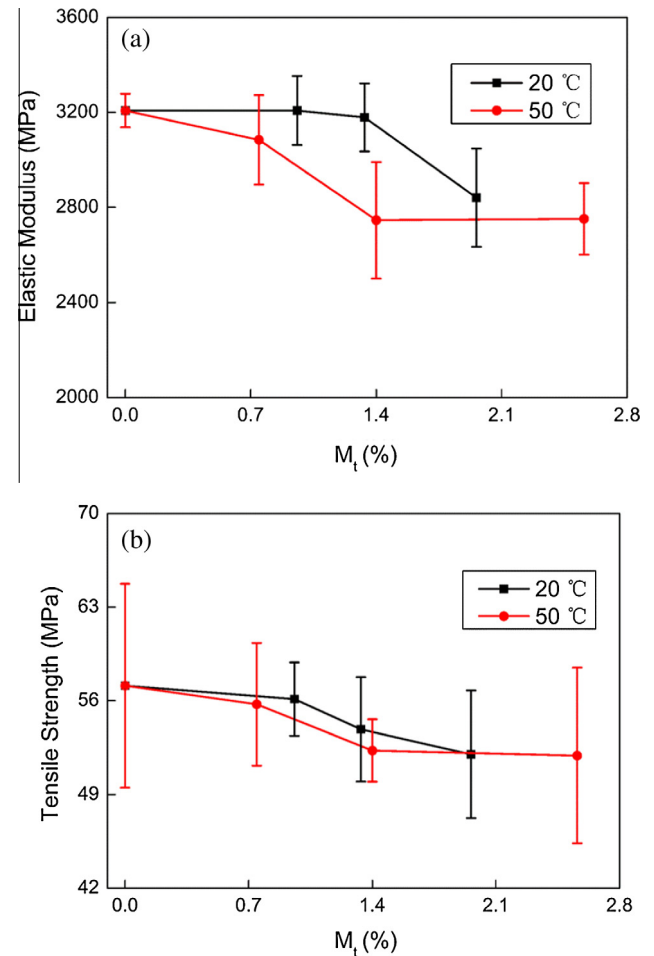 (a)
3600
3200
2800
2400
2000
Elastic Modulus (MPa)
20 ℃
50 ℃
0.0 0.7 1.4 2.1 2.8
Mt (%)
(b)
70
63
56
49
42
Tensile Strength (MPa)
20 ℃
50 ℃
0.0 0.7 1.4 2.1 2.8
Mt (%)